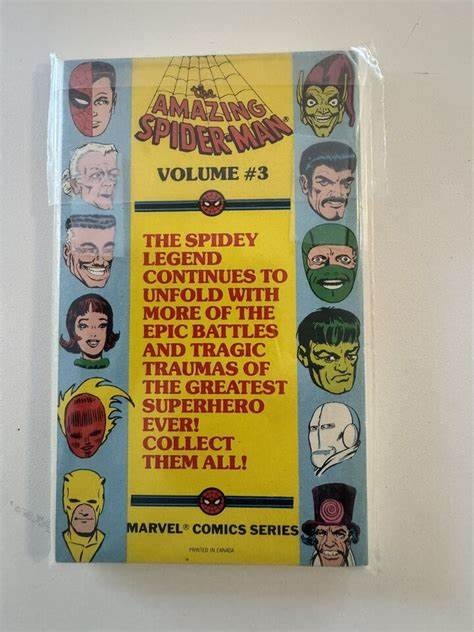 the
AMAZING
SPIDER-MAN®
VOLUME #3
THE SPIDEY
LEGEND
CONTINUES TO
UNFOLD WITH
MORE OF THE
EPIC BATTLES
AND TRAGIC
TRAUMAS OF
THE GREATEST
SUPERHERO
EVER!
COLLECT
THEM ALL!
MARVEL® COMICS SERIES
PRINTED IN CANADA